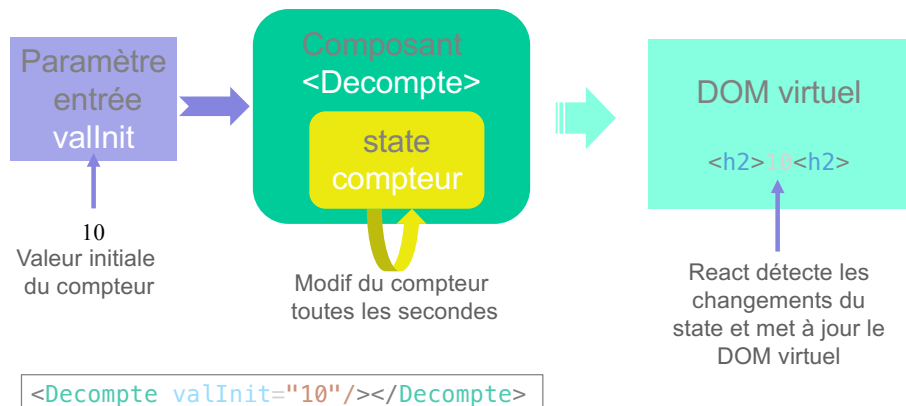 Paramètre
entrée
valInit
10
Valeur initiale
du compteur
Composant
<Decompte>
state
compteur
Modif du compteur
toutes les secondes
DOM virtuel
<h2>10<h2>
React détecte les
changements du
state et met à jour le
DOM virtuel
<Decompte valInit="10"/></Decompte>